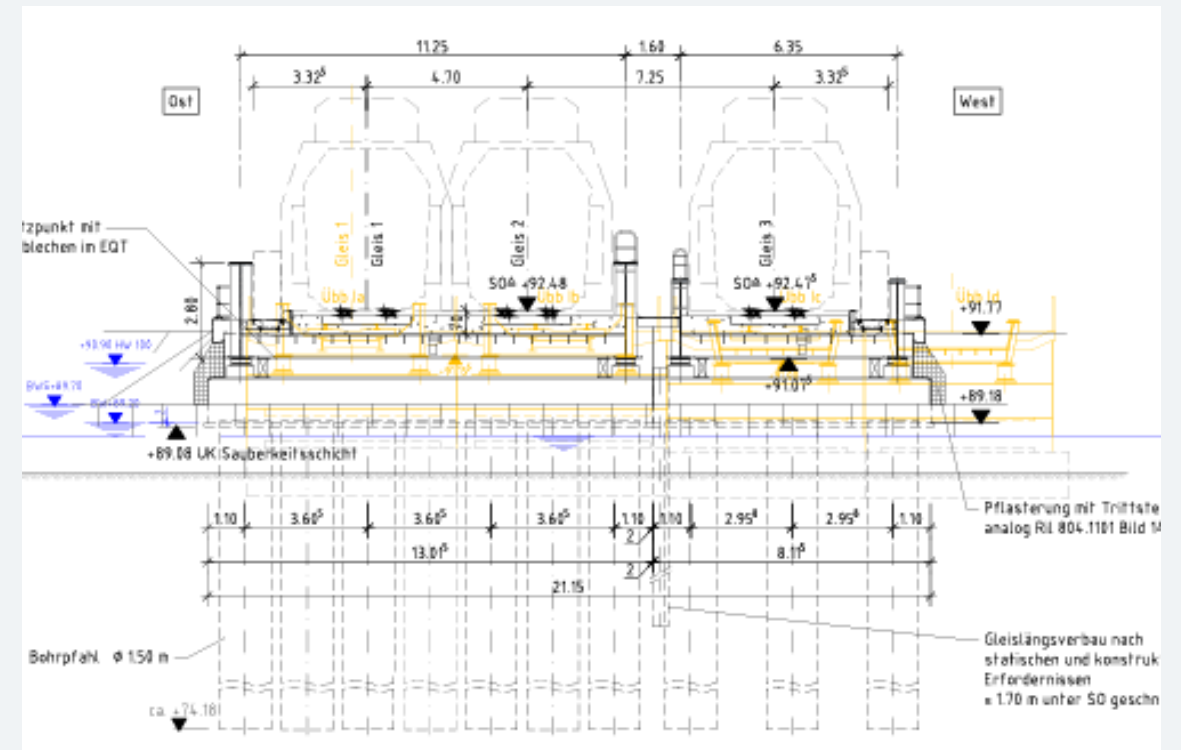 11.25 1.60 6.35
3.32⁵ 4.70 7.25 3.32⁵
Ost West
tzpunkt mit
blechen im EQT
Gleis 1 Gleis 1 Gleis 2 Gleis 3
SOA +92.48 SOA +92.47⁵
Übb Ia Übb Ib Übb Ic Übb Id
+91.77
2.80
+90.90 HW 100
+91.07⁵
+89.18
+89.08 UK Sauberkeitsschicht
Pflasterung mit Trittste
analog Ril 804.1101 Bild 14
1.10 3.60⁵ 3.60⁵ 3.60⁵ 1.10 1.10 2.95⁸ 2.95⁸ 1.10
2
13.01⁵ 8.11⁵
2
21.15
Bohrpfahl Φ 1.50 m
Gleislängsverbau nach
statischen und konstruk
Erfordernissen
1.70 m unter SO geschn
ca. +74.18